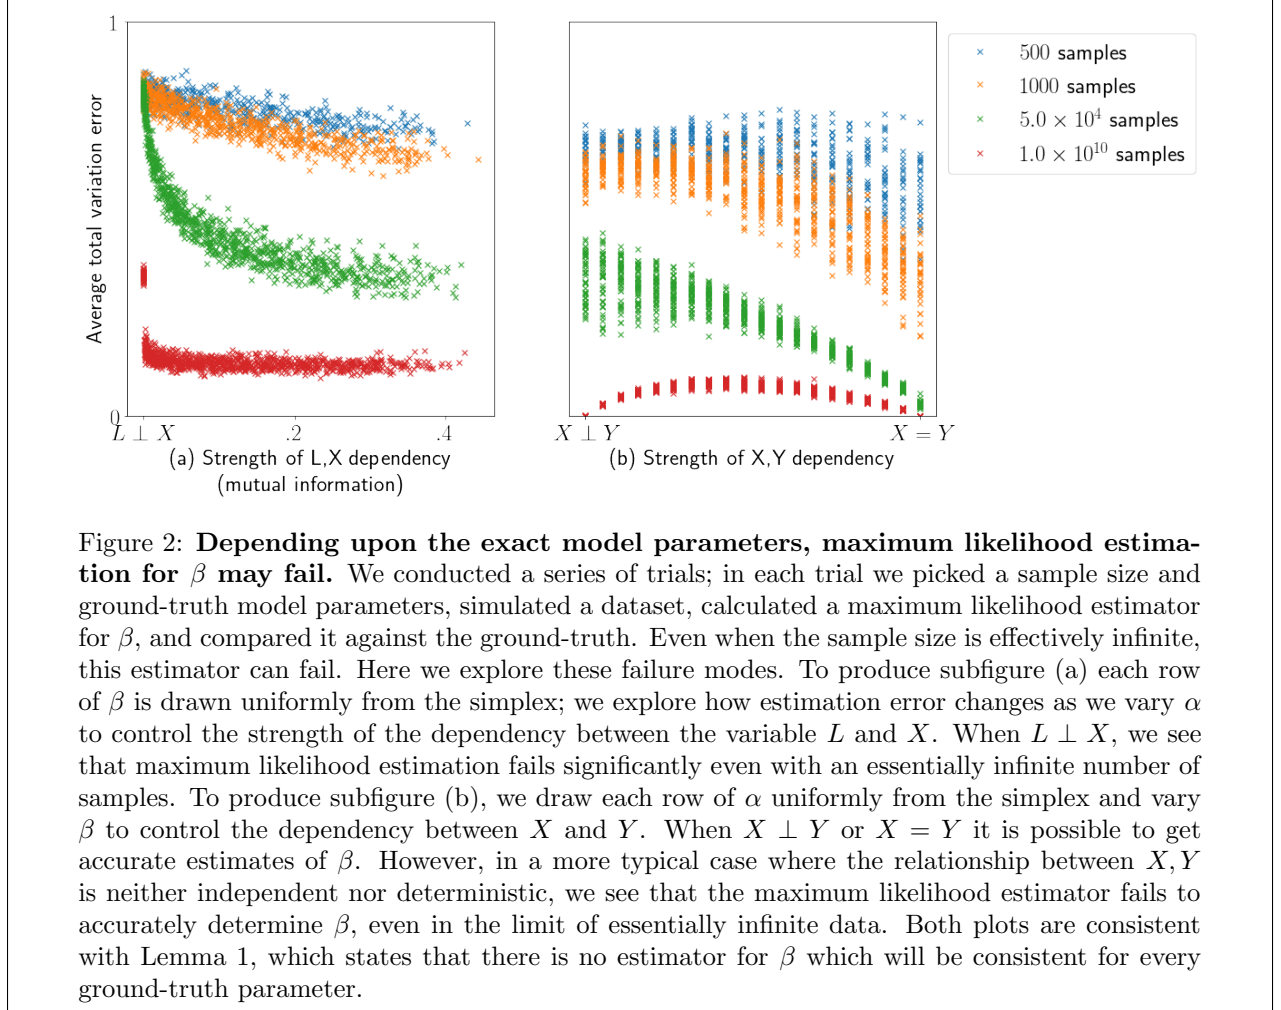 1
Average total variation error
0
L ⊥ X
.2
.4
(a) Strength of L,X dependency
(mutual information)
X ⊥ Y
X = Y
(b) Strength of X,Y dependency
500 samples
1000 samples
5.0 × 10⁴ samples
1.0 × 10¹⁰ samples
Figure 2: Depending upon the exact model parameters, maximum likelihood estima-
tion for β may fail. We conducted a series of trials; in each trial we picked a sample size and
ground-truth model parameters, simulated a dataset, calculated a maximum likelihood estimator
for β, and compared it against the ground-truth. Even when the sample size is effectively infinite,
this estimator can fail. Here we explore these failure modes. To produce subfigure (a) each row
of β is drawn uniformly from the simplex; we explore how estimation error changes as we vary α
to control the strength of the dependency between the variable L and X. When L ⊥ X, we see
that maximum likelihood estimation fails significantly even with an essentially infinite number of
samples. To produce subfigure (b), we draw each row of α uniformly from the simplex and vary
β to control the dependency between X and Y. When X ⊥ Y or X = Y it is possible to get
accurate estimates of β. However, in a more typical case where the relationship between X, Y
is neither independent nor deterministic, we see that the maximum likelihood estimator fails to
accurately determine β, even in the limit of essentially infinite data. Both plots are consistent
with Lemma 1, which states that there is no estimator for β which will be consistent for every
ground-truth parameter.